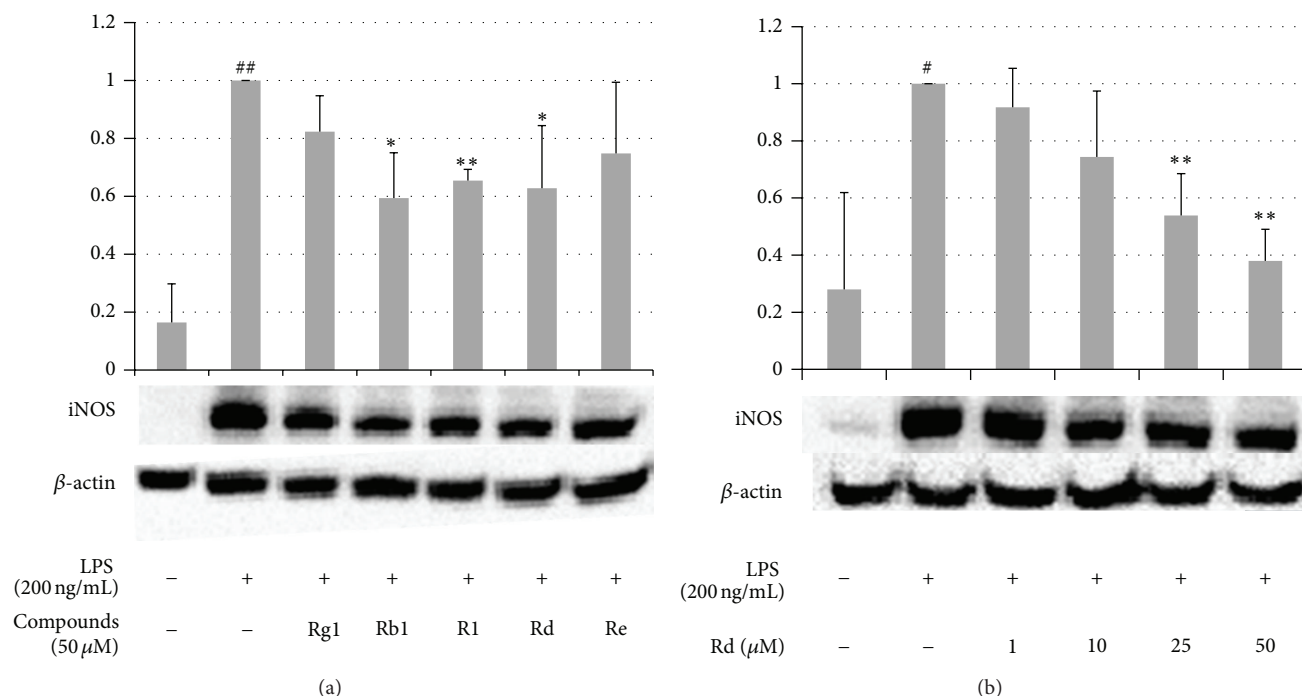 1.2
1
0.8
0.6
0.4
0.2
0
##
*
**
*
iNOS
β-actin
LPS
(200 ng/mL)
− + + + + + +
Compounds
(50 μM)
− − Rg1 Rb1 R1 Rd Re
(a)
1.2
1
0.8
0.6
0.4
0.2
0
#
**
**
iNOS
β-actin
LPS
(200 ng/mL)
− + + + + +
Rd (μM) − − 1 10 25 50
(b)